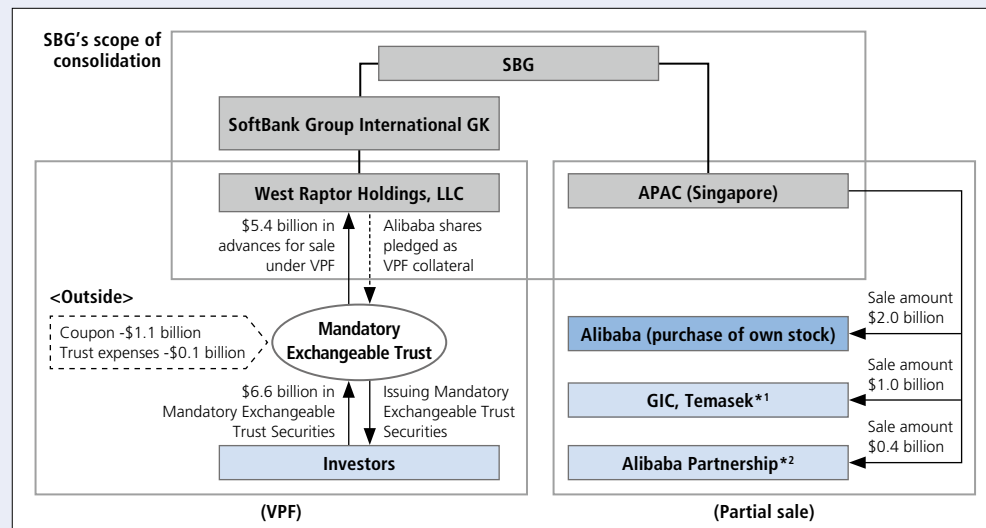 SBG's scope of
consolidation
SBG
SoftBank Group International GK
West Raptor Holdings, LLC
APAC (Singapore)
$5.4 billion in
advances for sale
under VPF
Alibaba shares
pledged as
VPF collateral
<Outside>
Coupon -$1.1 billion
Trust expenses -$0.1 billion
Mandatory
Exchangeable Trust
$6.6 billion in
Mandatory Exchangeable
Trust Securities
Issuing Mandatory
Exchangeable Trust
Securities
Investors
(VPF)
Sale amount
$2.0 billion
Alibaba (purchase of own stock)
Sale amount
$1.0 billion
GIC, Temasek*1
Sale amount
$0.4 billion
Alibaba Partnership*2
(Partial sale)